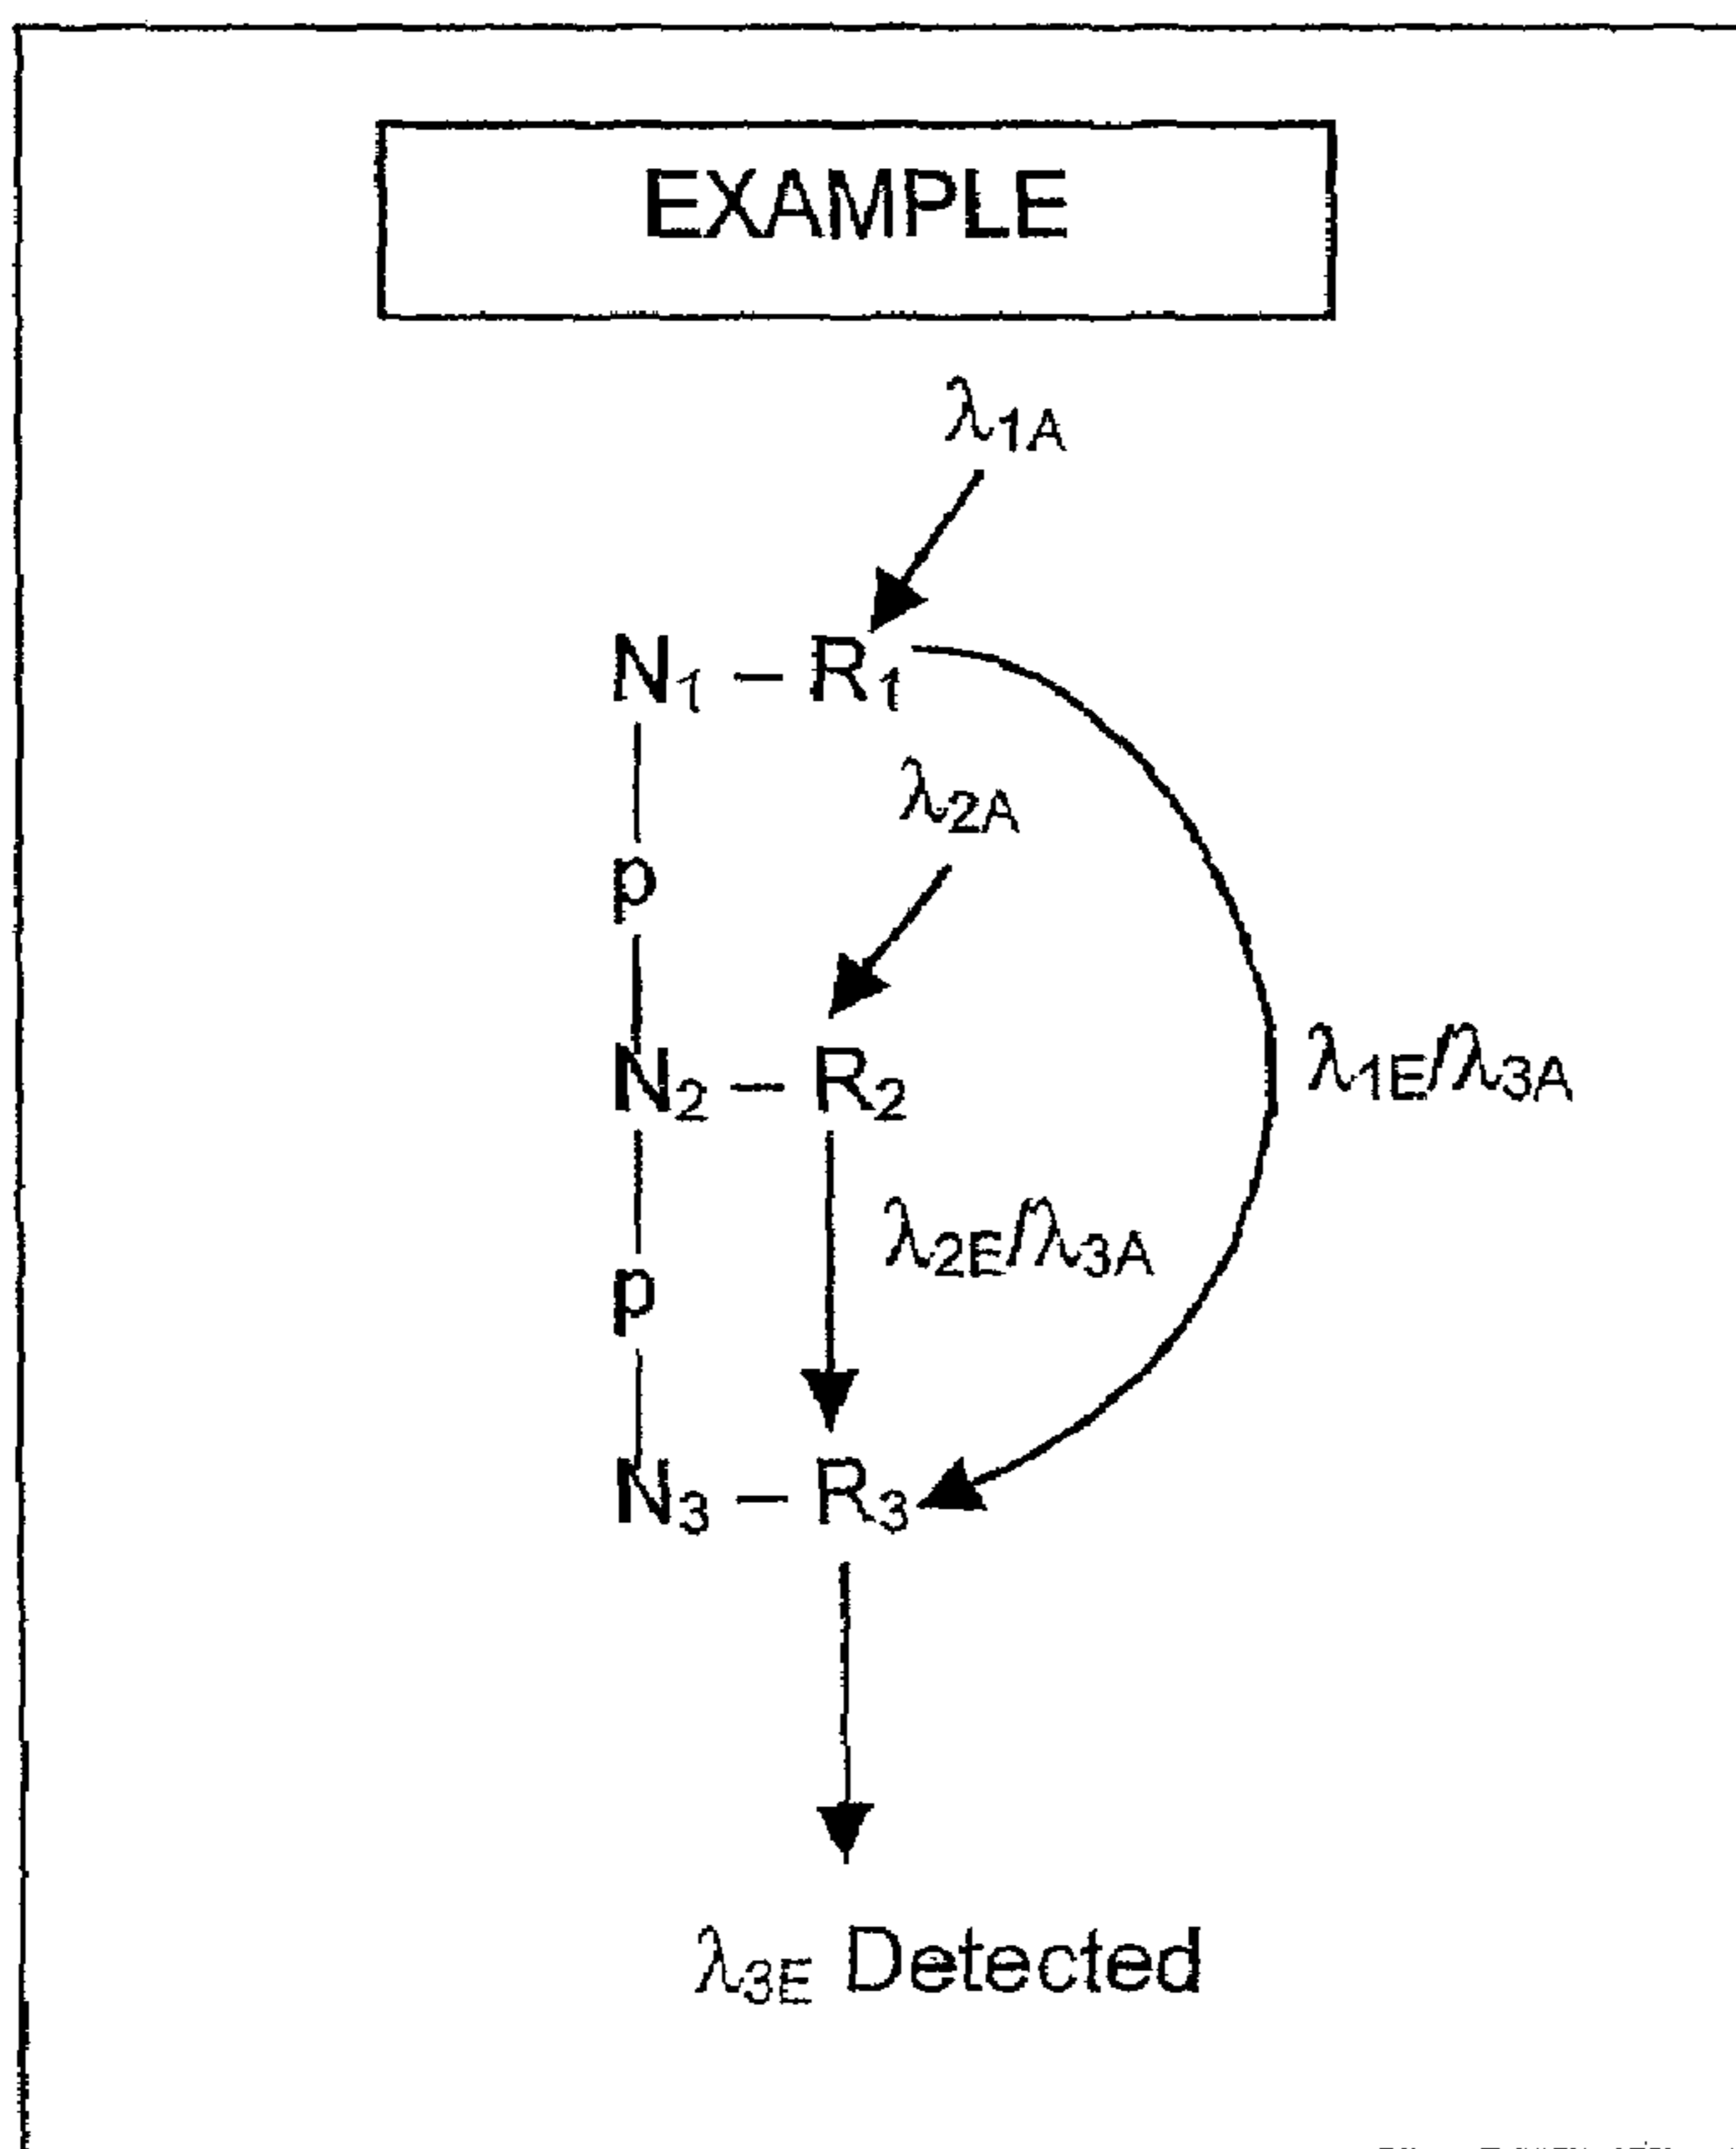 EXAMPLE
λ1A
N1 – R1
λ2A
p
N2 – R2
λ1E/λ3A
λ2E/λ3A
p
N3 – R3
λ3E Detected